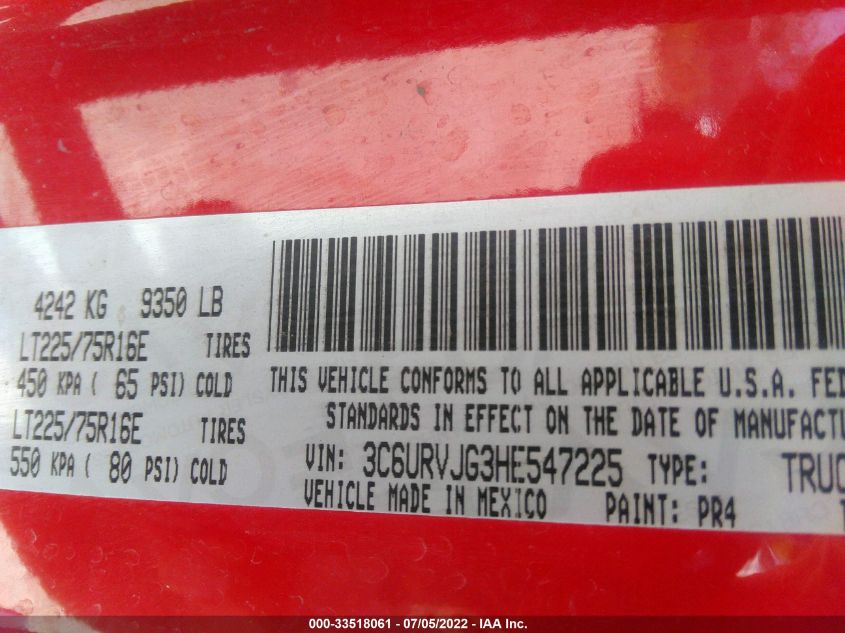 4242 KG 9350 LB
LT225/75R16E TIRES
450 KPA ( 65 PSI) COLD
LT225/75R16E TIRES
550 KPA ( 80 PSI) COLD
THIS VEHICLE CONFORMS TO ALL APPLICABLE U.S.A. FED
STANDARDS IN EFFECT ON THE DATE OF MANUFACTU
VIN: 3C6URVJG3HE547225 TYPE: TRUC
VEHICLE MADE IN MEXICO PAINT: PR4
000-33518061 - 07/05/2022 - IAA Inc.